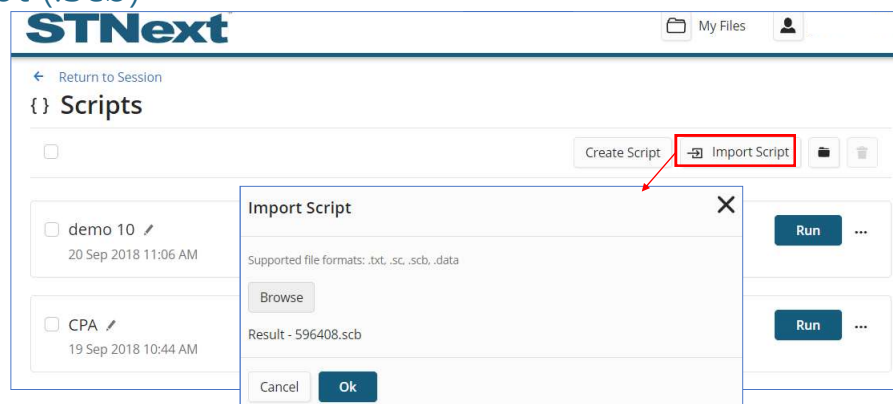 t (.scb)
STNext
My Files
← Return to Session
{} Scripts
Create Script
Import Script
Import Script
Supported file formats: .txt, .sc, .scb, .data
Browse
Result - 596408.scb
Cancel
Ok
demo 10
20 Sep 2018 11:06 AM
Run
...
CPA
19 Sep 2018 10:44 AM
Run
...